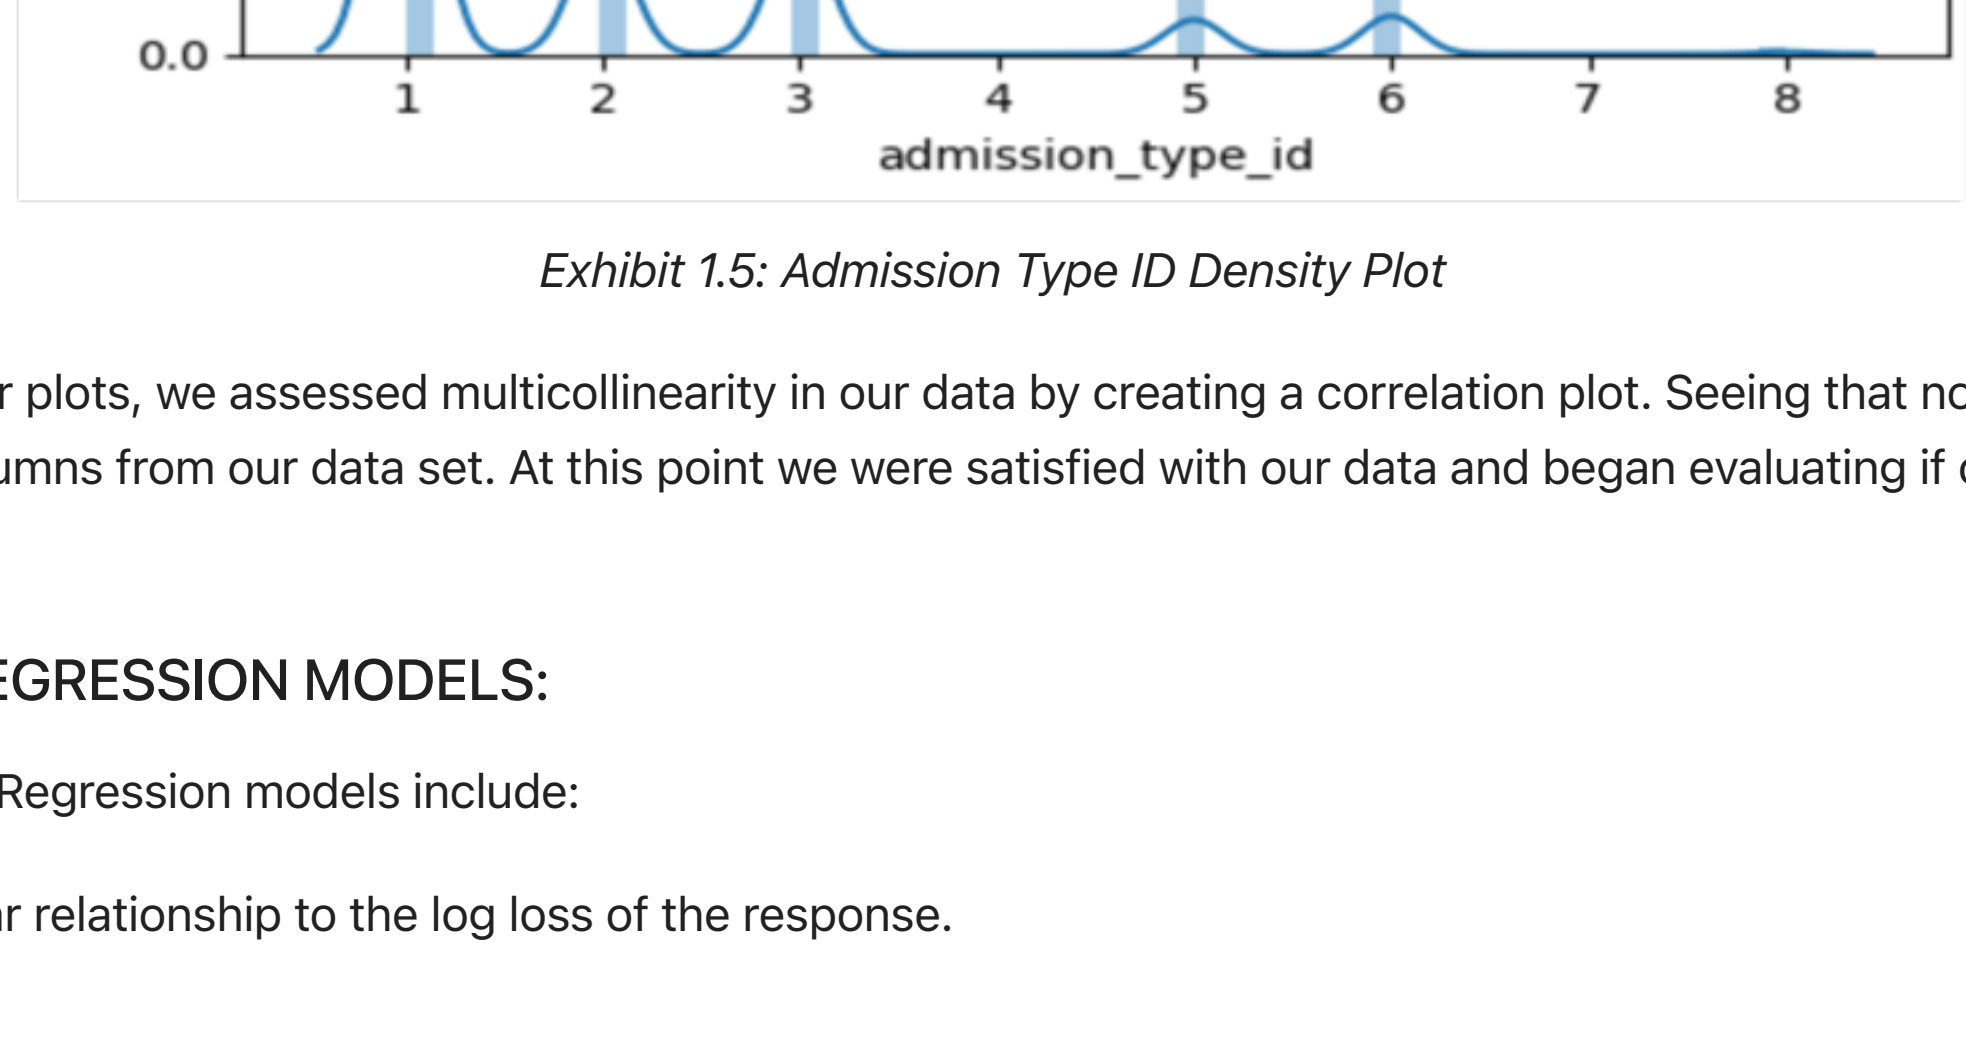 0.0
1 2 3 4 5 6 7 8
admission_type_id
Exhibit 1.5: Admission Type ID Density Plot
plots, we assessed multicollinearity in our data by creating a correlation plot. Seeing that
from our data set. At this point we were satisfied with our data and began evaluating if
EGRESSION MODELS:
Regression models include:
relationship to the log loss of the response.